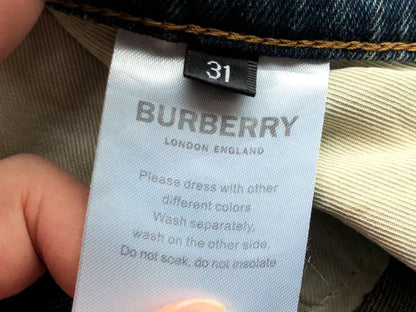 31
BURBERRY
LONDON ENGLAND
Please dress with other
different colors
Wash separately,
wash on the other side.
Do not soak, do not insolate